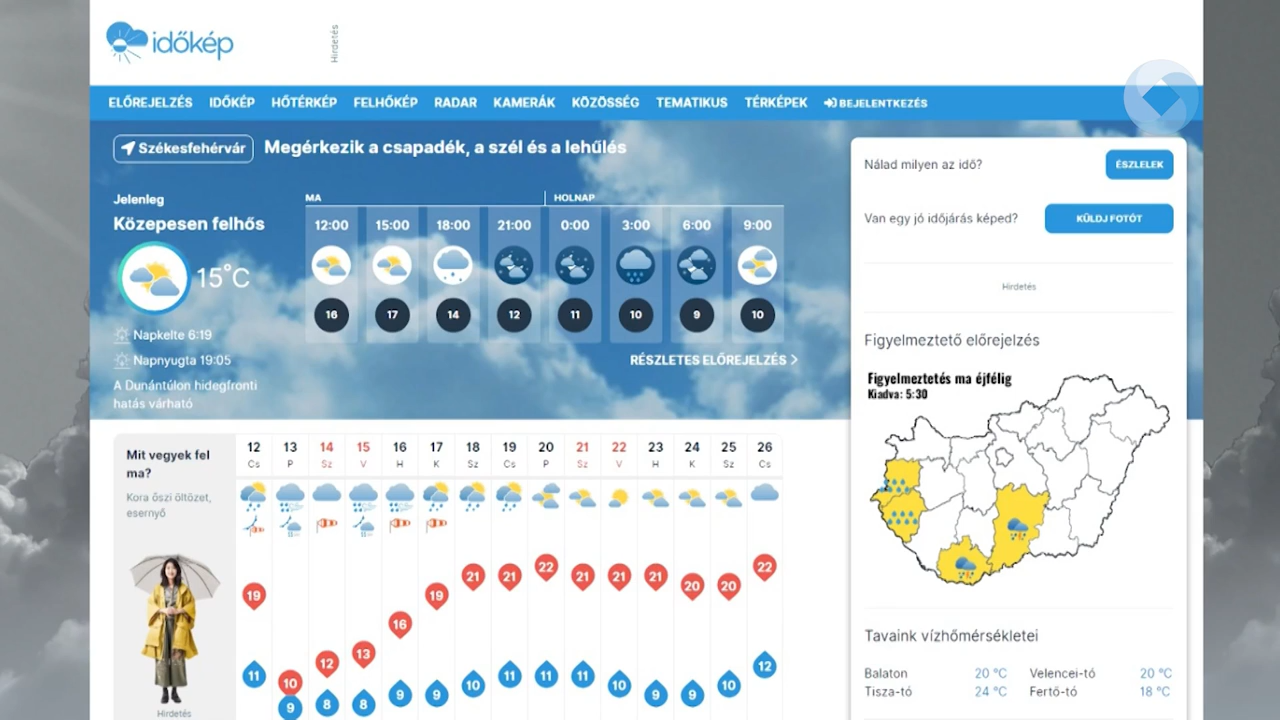 időkép
Hirdetés
ELŐREJELZÉS IDŐKÉP HŐTÉRKÉP FELHŐKÉP RADAR KAMERÁK KÖZÖSSÉG TEMATIKUS TÉRKÉPEK BEJELENTKEZÉS
Székesfehérvár Megérkezik a csapadék, a szél és a lehűlés
Jelenleg
Közepesen felhős
15°C
Napkelte 6:19
Napnyugta 19:05
A Dunántúlon hidegfronti
hatás várható
MA HOLNAP
12:00 15:00 18:00 21:00 0:00 3:00 6:00 9:00
16 17 14 12 11 10 9 10
RÉSZLETES ELŐREJELZÉS
Mit vegyek fel
ma?
Kora őszi öltözet,
esernyő
Hirdetés
12 13 14 15 16 17 18 19 20 21 22 23 24 25 26
Cs P Sz V H K Sz Cs P Sz V H K Sz Cs
19 10 12 13 16 19 21 21 22 21 21 21 20 20 22
11 9 8 8 9 9 10 11 11 11 10 9 9 10 12
Nálad milyen az idő? ÉSZLELEK
Van egy jó időjárás képed? KÜLDJ FOTÓT
Hirdetés
Figyelmeztető előrejelzés
Figyelmeztetés ma éjfélig
Kiadva: 5:30
Tavaink vízhőmérsékletei
Balaton 20 °C Velencei-tó 20 °C
Tisza-tó 24 °C Fertő-tó 18 °C